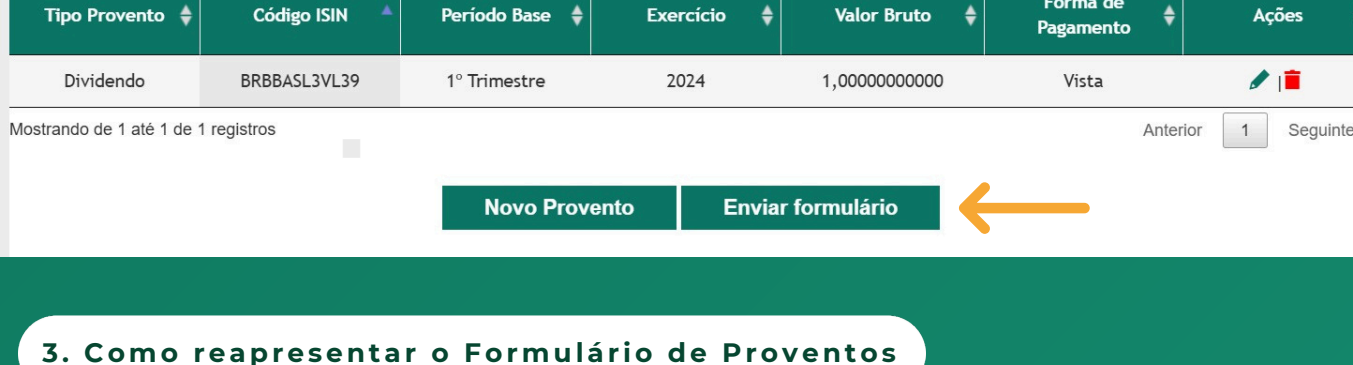 Tipo Provento Código ISIN Período Base Exercício Valor Bruto Forma de Pagamento Ações
Dividendo BRBBASL3VL39 1º Trimestre 2024 1,00000000000 Vista |
Mostrando de 1 até 1 de 1 registros Anterior 1 Seguinte
Novo Provento Enviar formulário
3. Como reapresentar o Formulário de Proventos